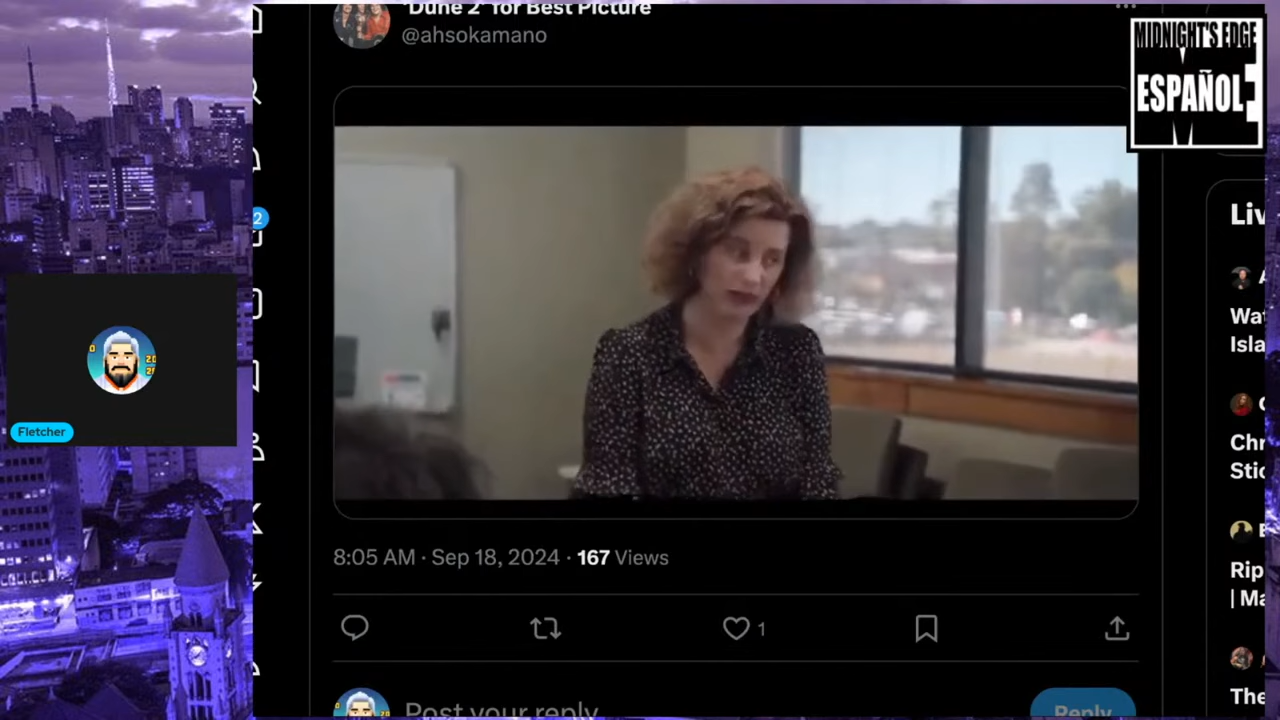 Dune 2 for Best Picture
@ahsokamano
MIDNIGHT'S EDGE
ESPAÑOL
2
Liv
Wat
Isla
Chr
Stic
Fletcher
8:05 AM · Sep 18, 2024 · 167 Views
Rip
| Ma
1
The
Post your reply
Reply